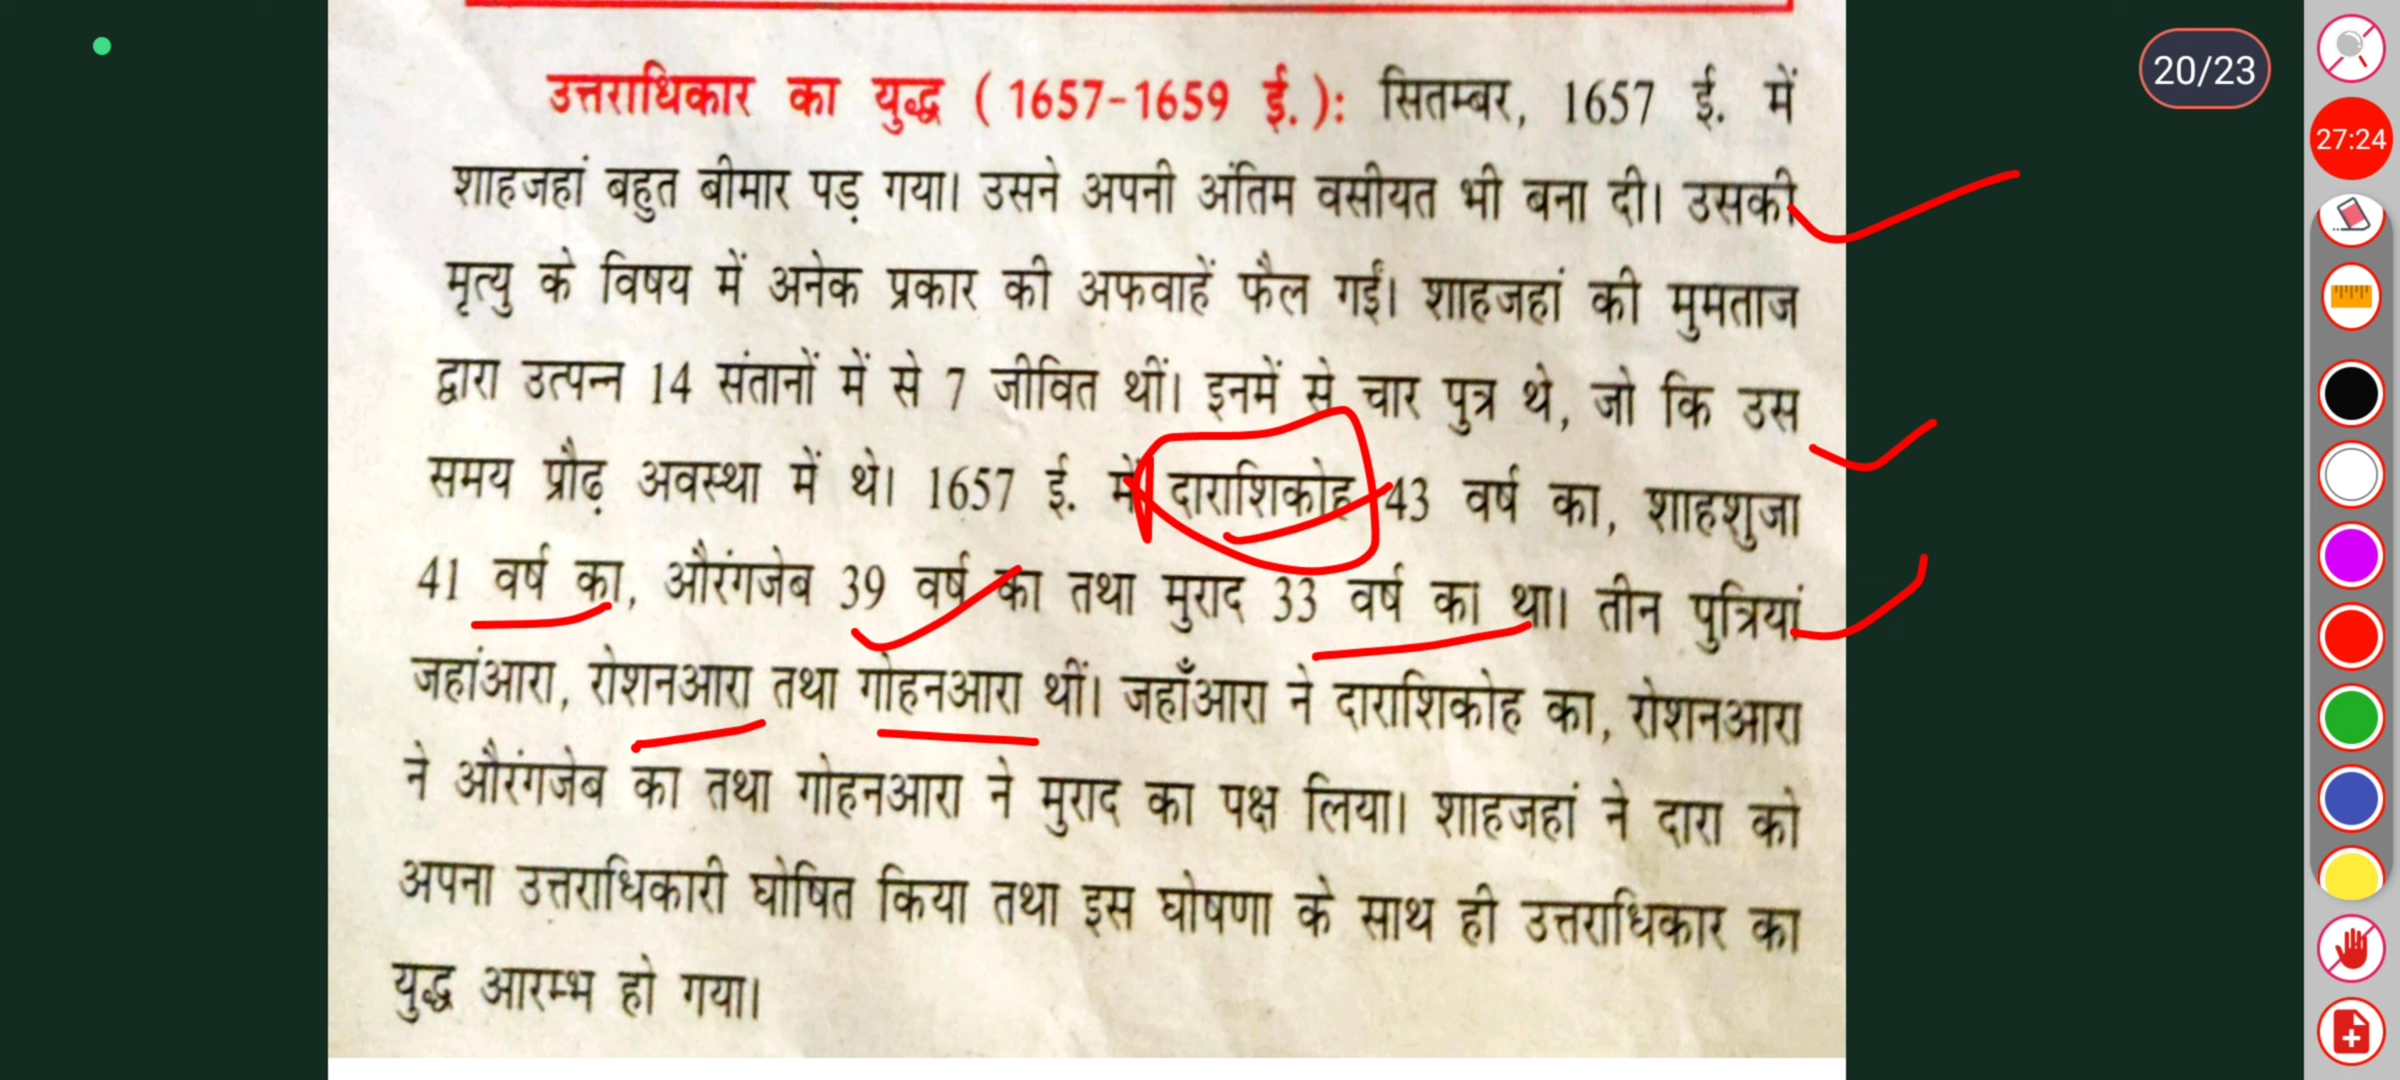 20/23
27:24
उत्तराधिकार का युद्ध ( 1657-1659 ई. ): सितम्बर, 1657 ई. में
शाहजहां बहुत बीमार पड़ गया। उसने अपनी अंतिम वसीयत भी बना दी। उसकी
मृत्यु के विषय में अनेक प्रकार की अफवाहें फैल गईं। शाहजहां की मुमताज
द्वारा उत्पन्न 14 संतानों में से 7 जीवित थीं। इनमें से चार पुत्र थे, जो कि उस
समय प्रौढ़ अवस्था में थे। 1657 ई. में दाराशिकोह 43 वर्ष का, शाहशुजा
41 वर्ष का, औरंगजेब 39 वर्ष का तथा मुराद 33 वर्ष का था। तीन पुत्रियां
जहांआरा, रोशनआरा तथा गोहनआरा थीं। जहाँआरा ने दाराशिकोह का, रोशनआरा
ने औरंगजेब का तथा गोहनआरा ने मुराद का पक्ष लिया। शाहजहां ने दारा को
अपना उत्तराधिकारी घोषित किया तथा इस घोषणा के साथ ही उत्तराधिकार का
युद्ध आरम्भ हो गया।